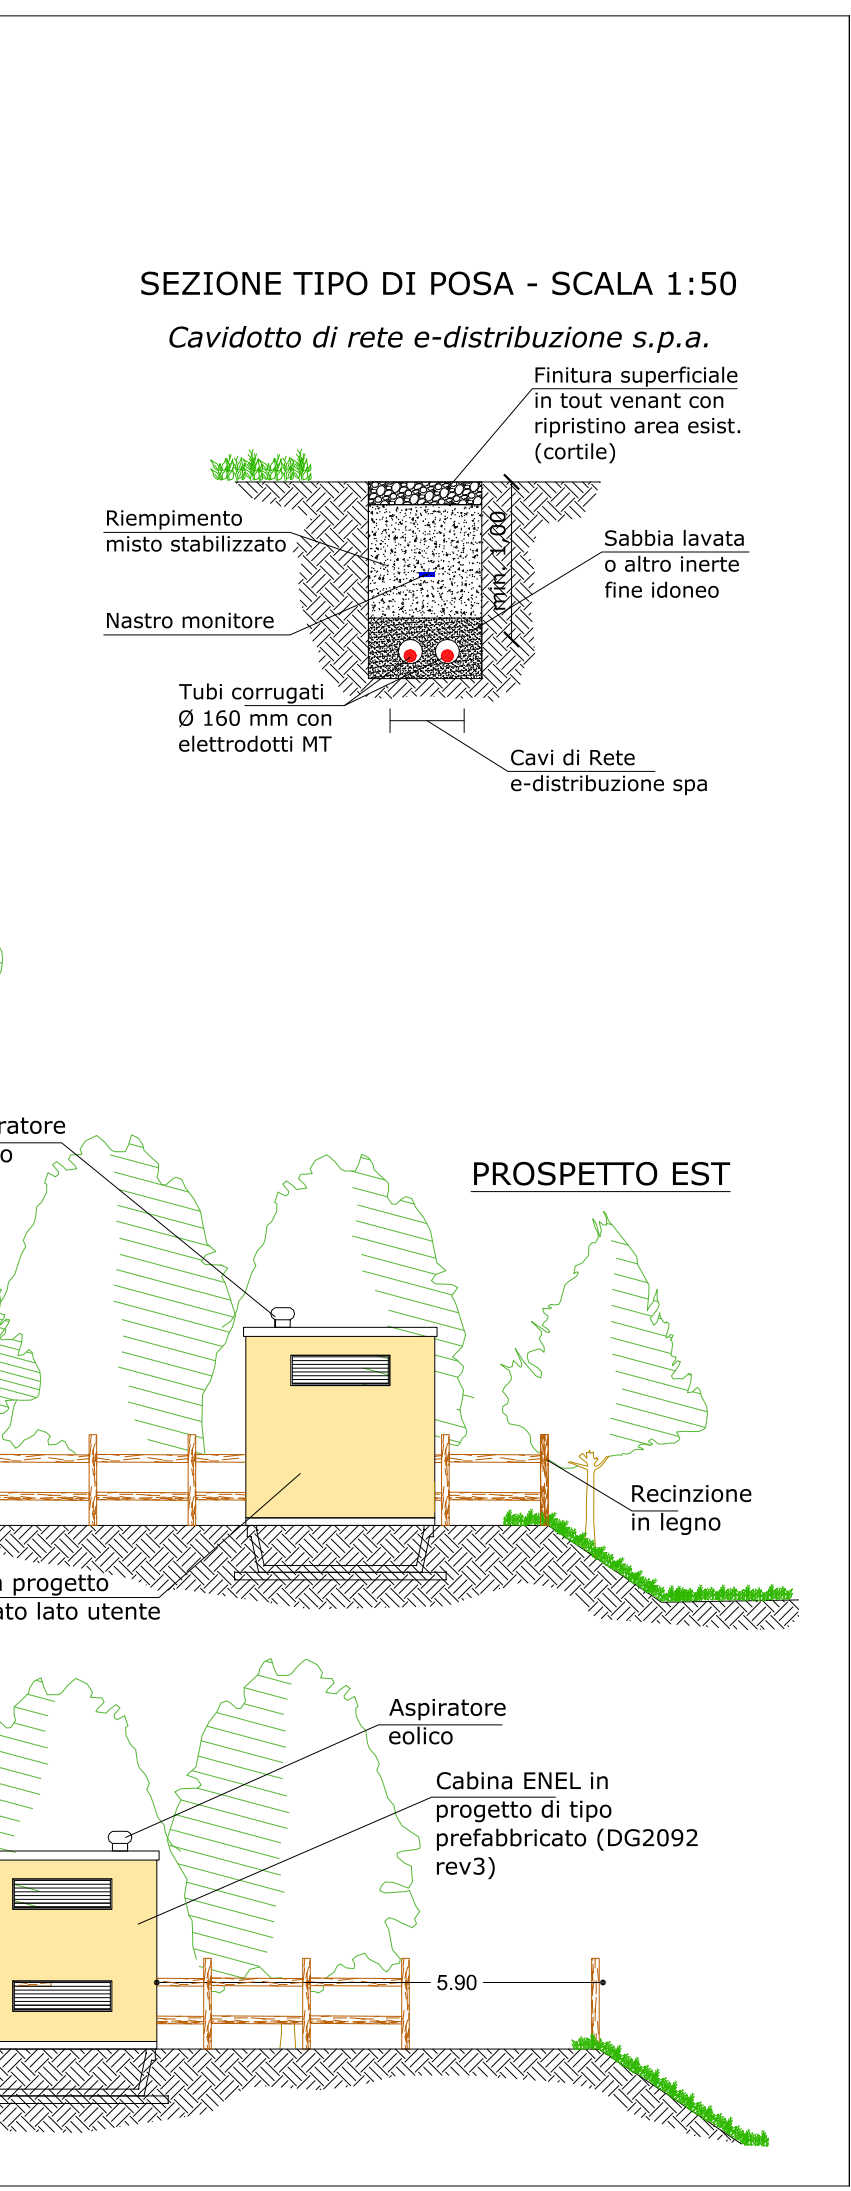 SEZIONE TIPO DI POSA - SCALA 1:50
Cavidotto di rete e-distribuzione s.p.a.
Finitura superficiale
in tout venant con
ripristino area esist.
(cortile)
Riempimento
misto stabilizzato
min. 1,00
Sabbia lavata
o altro inerte
fine idoneo
Nastro monitore
Tubi corrugati
Ø 160 mm con
elettrodotti MT
Cavi di Rete
e-distribuzione spa
ratore
o
PROSPETTO EST
Recinzione
in legno
progetto
ato lato utente
Aspiratore
eolico
Cabina ENEL in
progetto di tipo
prefabbricato (DG2092
rev3)
5.90